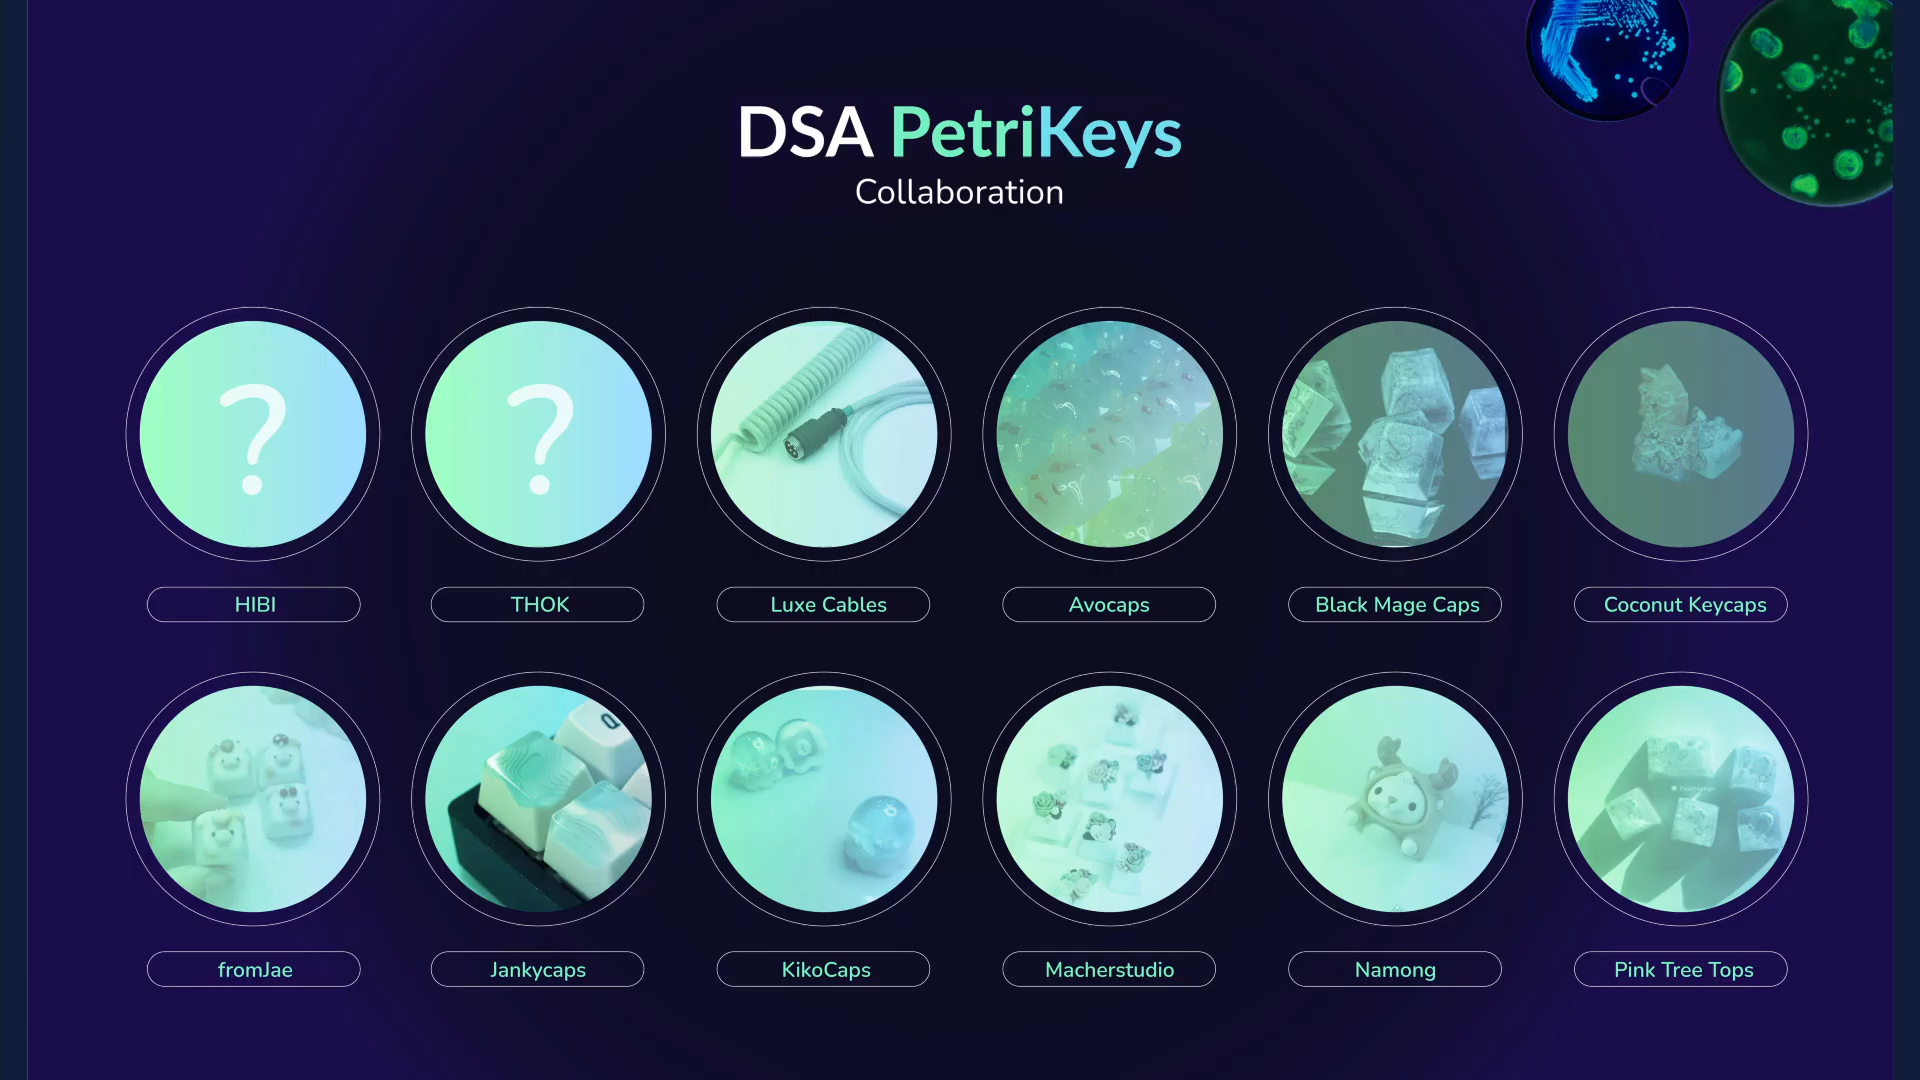 DSA PetriKeys
Collaboration
?
?
HIBI
THOK
Luxe Cables
Avocaps
Black Mage Caps
Coconut Keycaps
Q
fromJae
Jankycaps
KikoCaps
Macherstudio
Namong
Pink Tree Tops